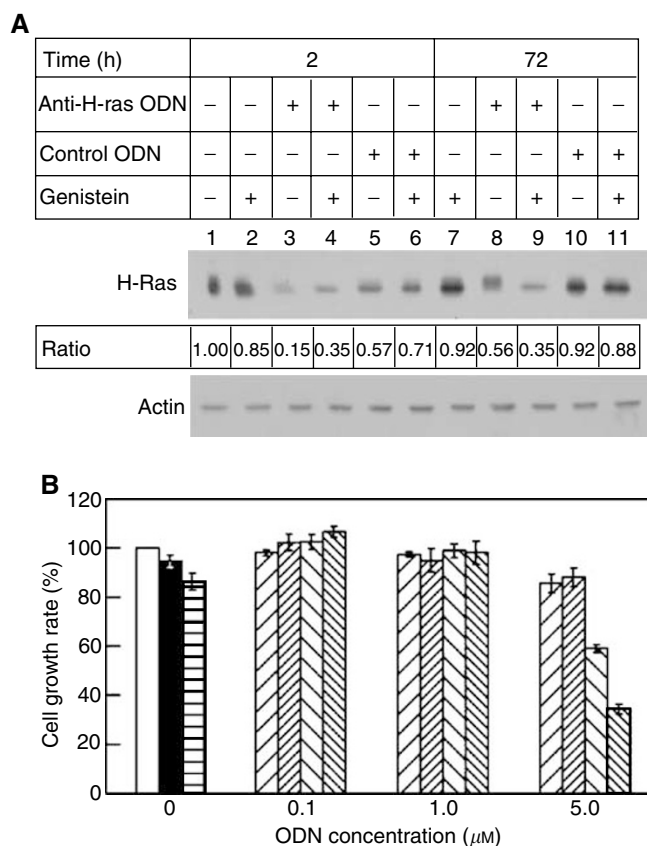 A
Time (h) 2 72
Anti-H-ras ODN – – + + – – – + + – –
Control ODN – – – – + + – – – + +
Genistein – + – + – + + – + – +
1 2 3 4 5 6 7 8 9 10 11
H-Ras
Ratio 1.00 0.85 0.15 0.35 0.57 0.71 0.92 0.56 0.35 0.92 0.88
Actin
B
120
100
80
60
40
20
0
Cell growth rate (%)
0 0.1 1.0 5.0
ODN concentration (μM)